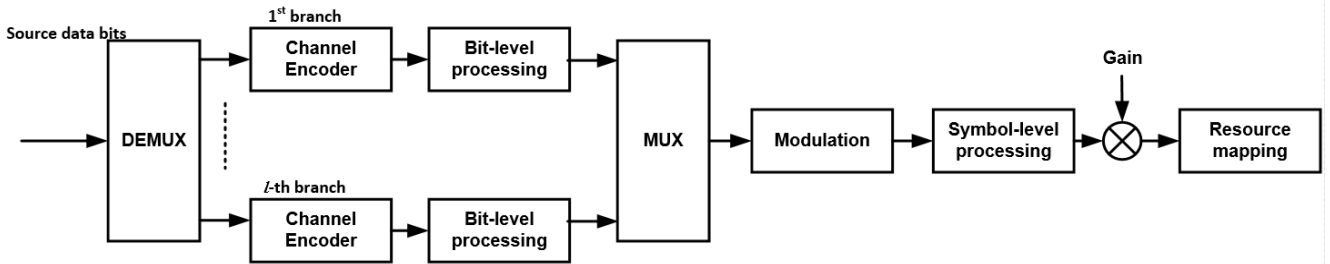 Source data bits
DEMUX
1st branch
Channel
Encoder
Bit-level
processing
l-th branch
Channel
Encoder
Bit-level
processing
MUX
Modulation
Symbol-level
processing
Gain
Resource
mapping